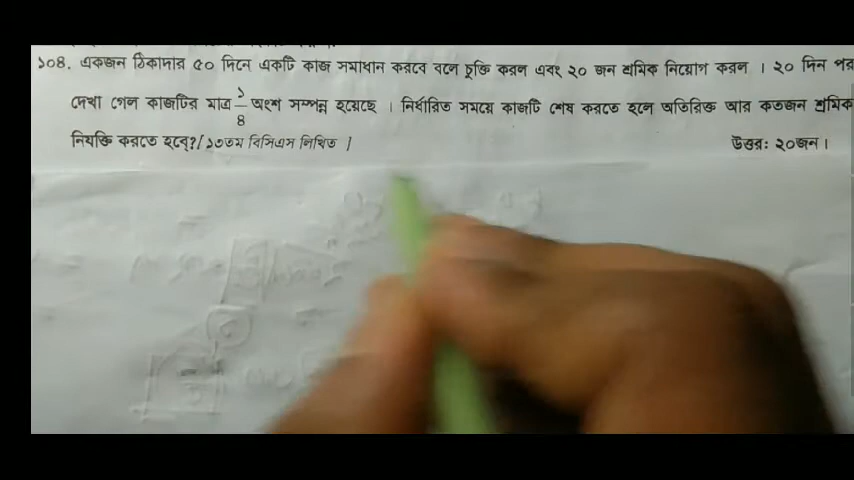 ১০৪. একজন ঠিকাদার ৫০ দিনে একটি কাজ সমাধান করবে বলে চুক্তি করল এবং ২০ জন শ্রমিক নিয়োগ করল । ২০ দিন পর
দেখা গেল কাজটির মাত্র ১/৪ অংশ সম্পন্ন হয়েছে । নির্ধারিত সময়ে কাজটি শেষ করতে হলে অতিরিক্ত আর কতজন শ্রমিক
নিযুক্তি করতে হবে?[১৩তম বিসিএস লিখিত ] উত্তর: ২০জন।